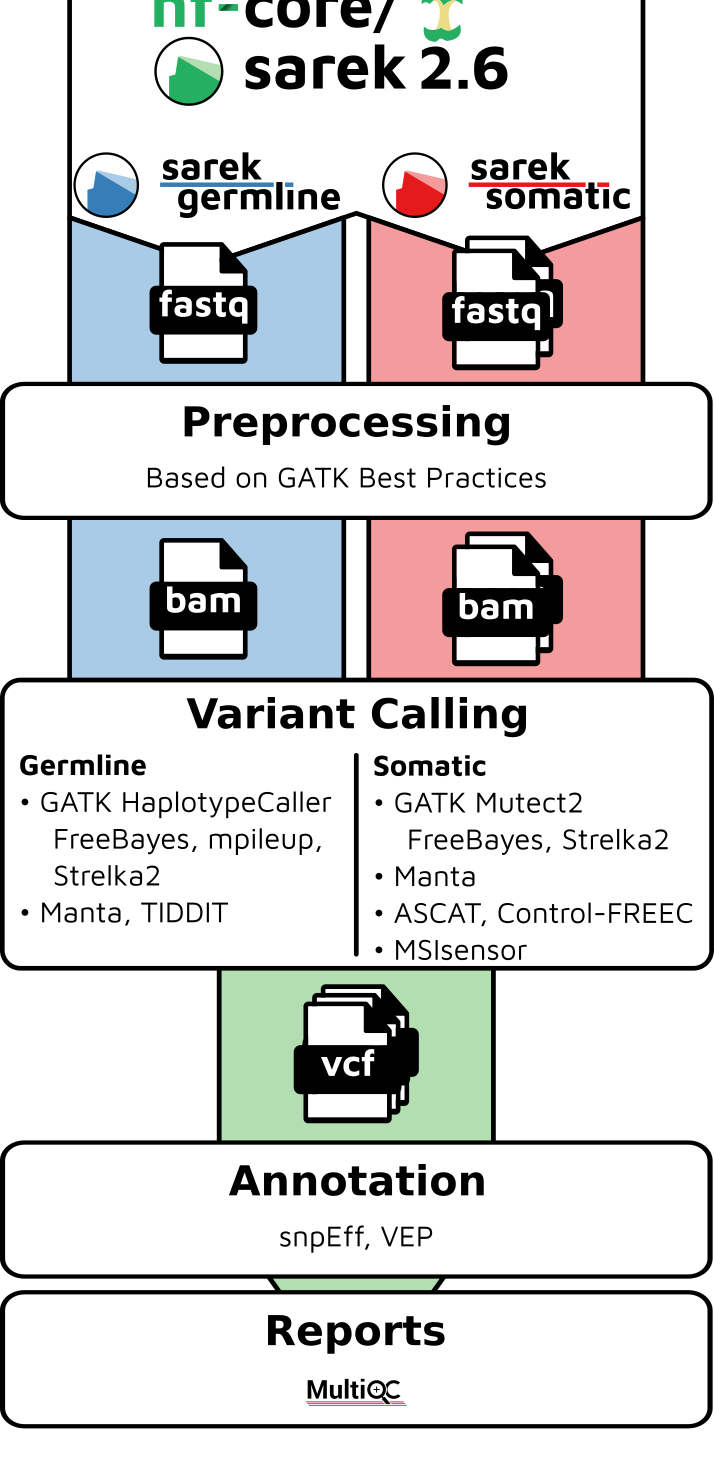 nf-core/
sarek 2.6
sarek
germline
sarek
somatic
fastq
fastq
Preprocessing
Based on GATK Best Practices
bam
bam
Variant Calling
Germline
• GATK HaplotypeCaller
FreeBayes, mpileup,
Strelka2
• Manta, TIDDIT
Somatic
• GATK Mutect2
FreeBayes, Strelka2
• Manta
• ASCAT, Control-FREEC
• MSIsensor
vcf
Annotation
snpEff, VEP
Reports
MultiQC